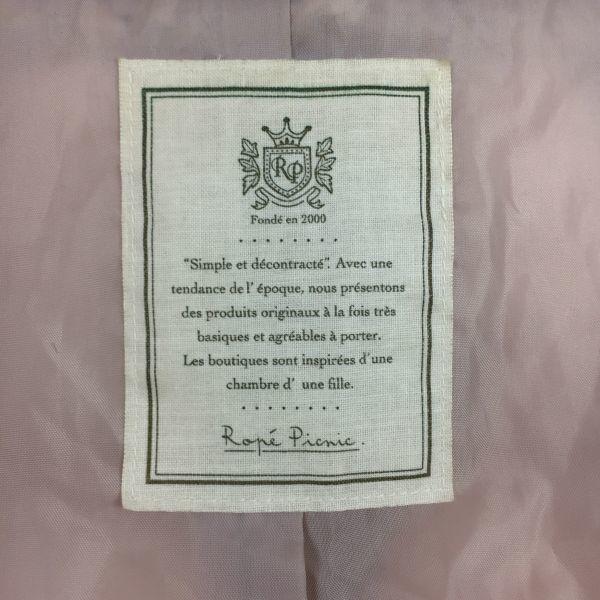 RP
Fondé en 2000
"Simple et décontracté". Avec une
tendance de l' époque, nous présentons
des produits originaux à la fois très
basiques et agréables à porter.
Les boutiques sont inspirées d'une
chambre d' une fille.
Ropé Picnic.